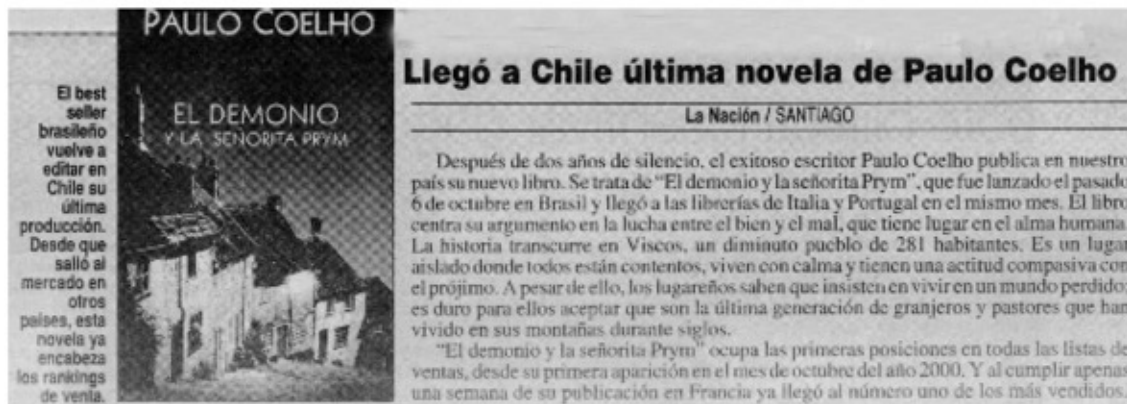 PAULO COELHO
EL DEMONIO
Y LA SEÑORITA PRYM
El best
seller
brasileño
vuelve a
editar en
Chile su
última
producción.
Desde que
salió al
mercado en
otros
países, esta
novela ya
encabeza
los rankings
de venta.
Llegó a Chile última novela de Paulo Coelho
La Nación / SANTIAGO
Después de dos años de silencio, el exitoso escritor Paulo Coelho publica en nuestro
país su nuevo libro. Se trata de “El demonio y la señorita Prym”, que fue lanzado el pasado
6 de octubre en Brasil y llegó a las librerías de Italia y Portugal en el mismo mes. El libro
centra su argumento en la lucha entre el bien y el mal, que tiene lugar en el alma humana.
La historia transcurre en Viscos, un diminuto pueblo de 281 habitantes. Es un lugar
aislado donde todos están contentos, viven con calma y tienen una actitud compasiva con
el prójimo. A pesar de ello, los lugareños saben que insisten en vivir en un mundo perdido;
es duro para ellos aceptar que son la última generación de granjeros y pastores que han
vivido en sus montañas durante siglos.
“El demonio y la señorita Prym” ocupa las primeras posiciones en todas las listas de
ventas, desde su primera aparición en el mes de octubre del año 2000. Y al cumplir apenas
una semana de su publicación en Francia ya llegó al número uno de los más vendidos.